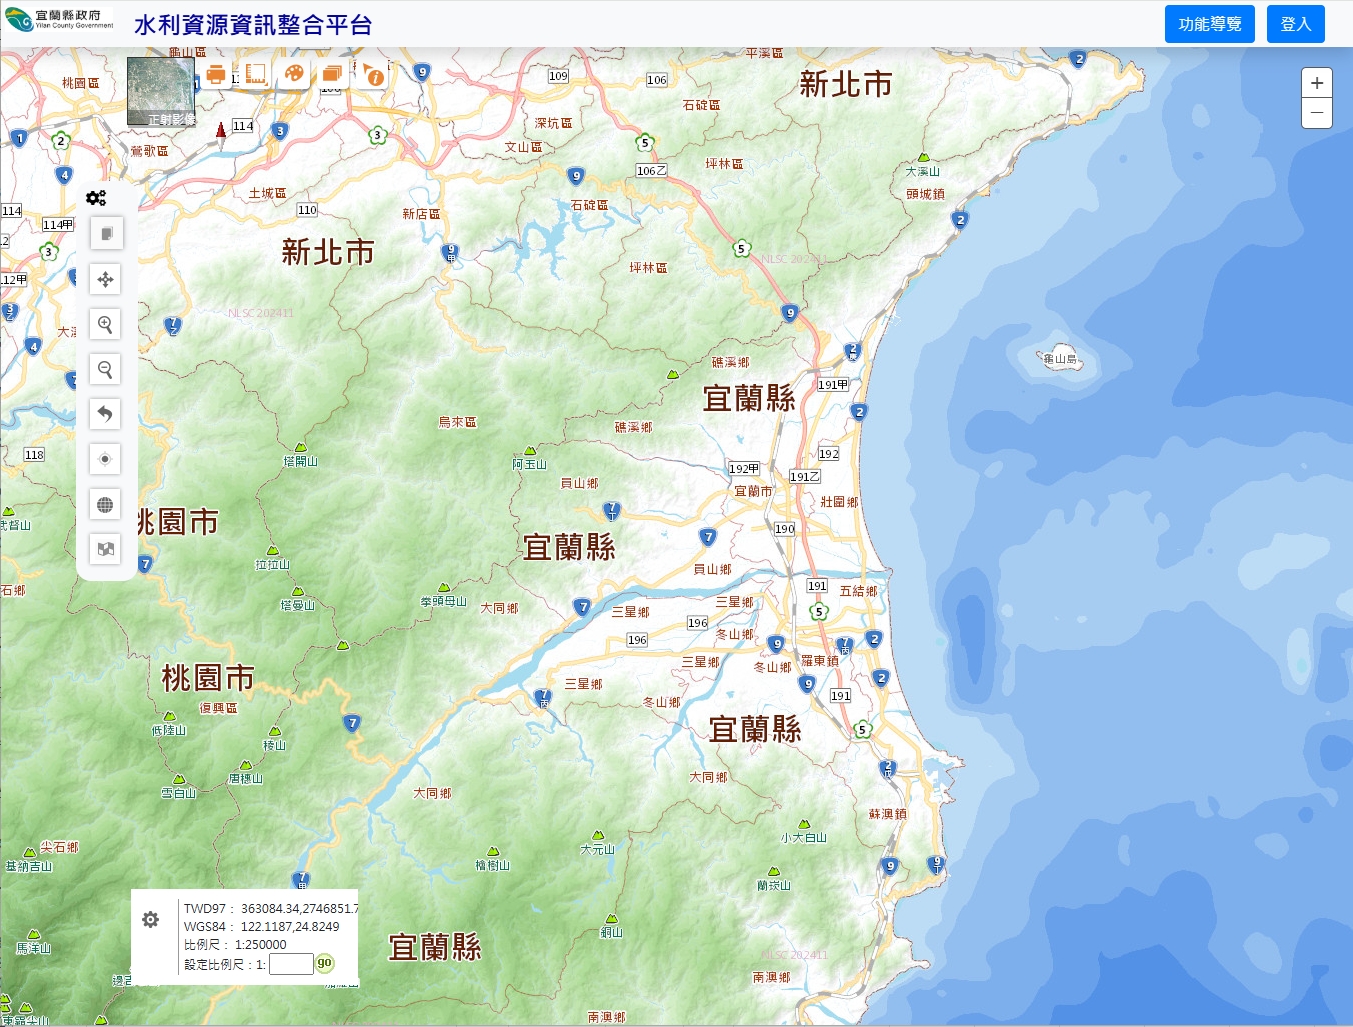 宜蘭縣政府
Yilan County Government
水利資源資訊整合平台
功能導覽
登入
正射影像
龜山區
桃園區
鶯歌區
土城區
新店區
深坑區
文山區
石碇區
平溪區
石碇區
坪林區
坪林區
新北市
新北市
大溪山
頭城鎮
109
106
106乙
114
110
114
114甲
118
NLSC 202411
NLSC 202411
龜山島
礁溪鄉
宜蘭縣
礁溪鄉
烏來區
塔開山
阿玉山
員山鄉
宜蘭市
壯圍鄉
191甲
192
192甲
191乙
190
桃園市
宜蘭縣
拉拉山
塔曼山
拳頭母山
大同鄉
員山鄉
三星鄉
三星鄉
五結鄉
191
196
196
冬山鄉
三星鄉
冬山鄉
羅東鎮
三星鄉
冬山鄉
191
桃園市
復興區
低陸山
稜山
唐穗山
雪白山
宜蘭縣
大同鄉
大同鄉
蘇澳鎮
小大白山
大元山
檜樹山
蘭崁山
尖石鄉
基納吉山
馬洋山
銅山
宜蘭縣
NLSC 202411
南澳鄉
南澳鄉
TWD97： 363084.34,2746851.7
WGS84： 122.1187,24.8249
比例尺： 1:250000
設定比例尺：1:
go